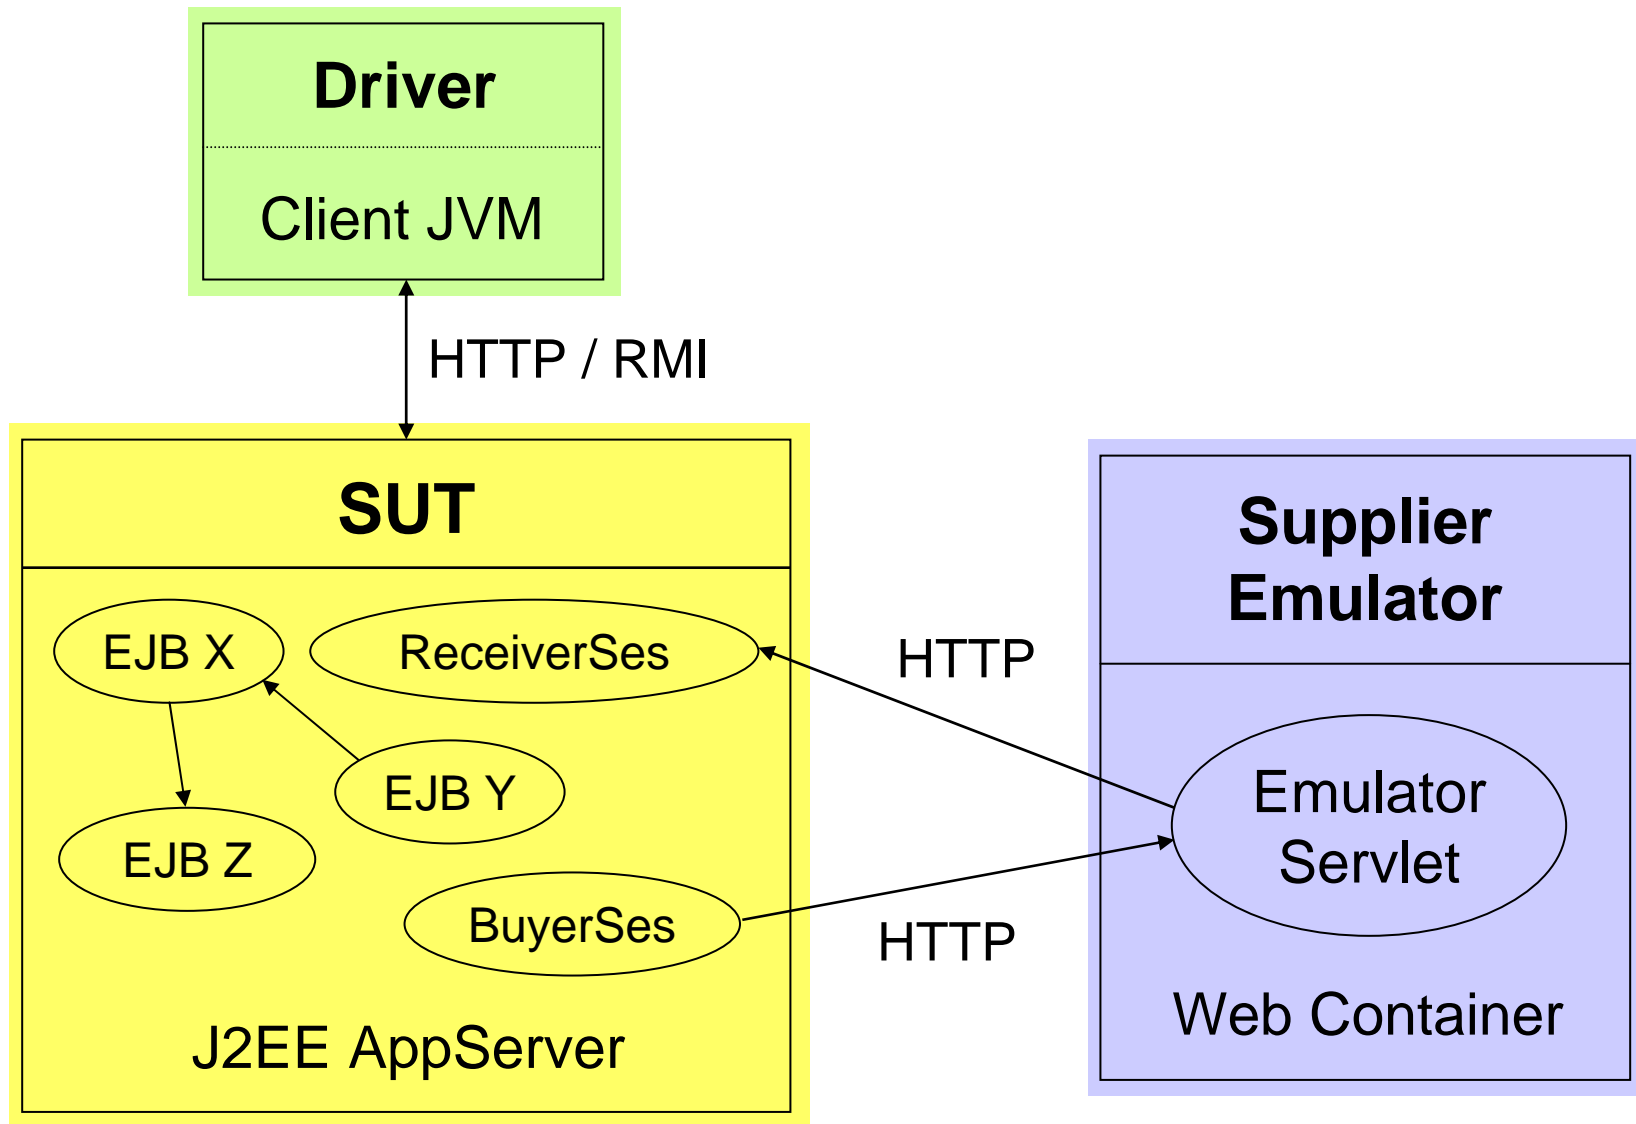 Driver
Client JVM
HTTP / RMI
SUT
EJB X
ReceiverSes
EJB Y
EJB Z
BuyerSes
J2EE AppServer
HTTP
HTTP
Supplier
Emulator
Emulator
Servlet
Web Container